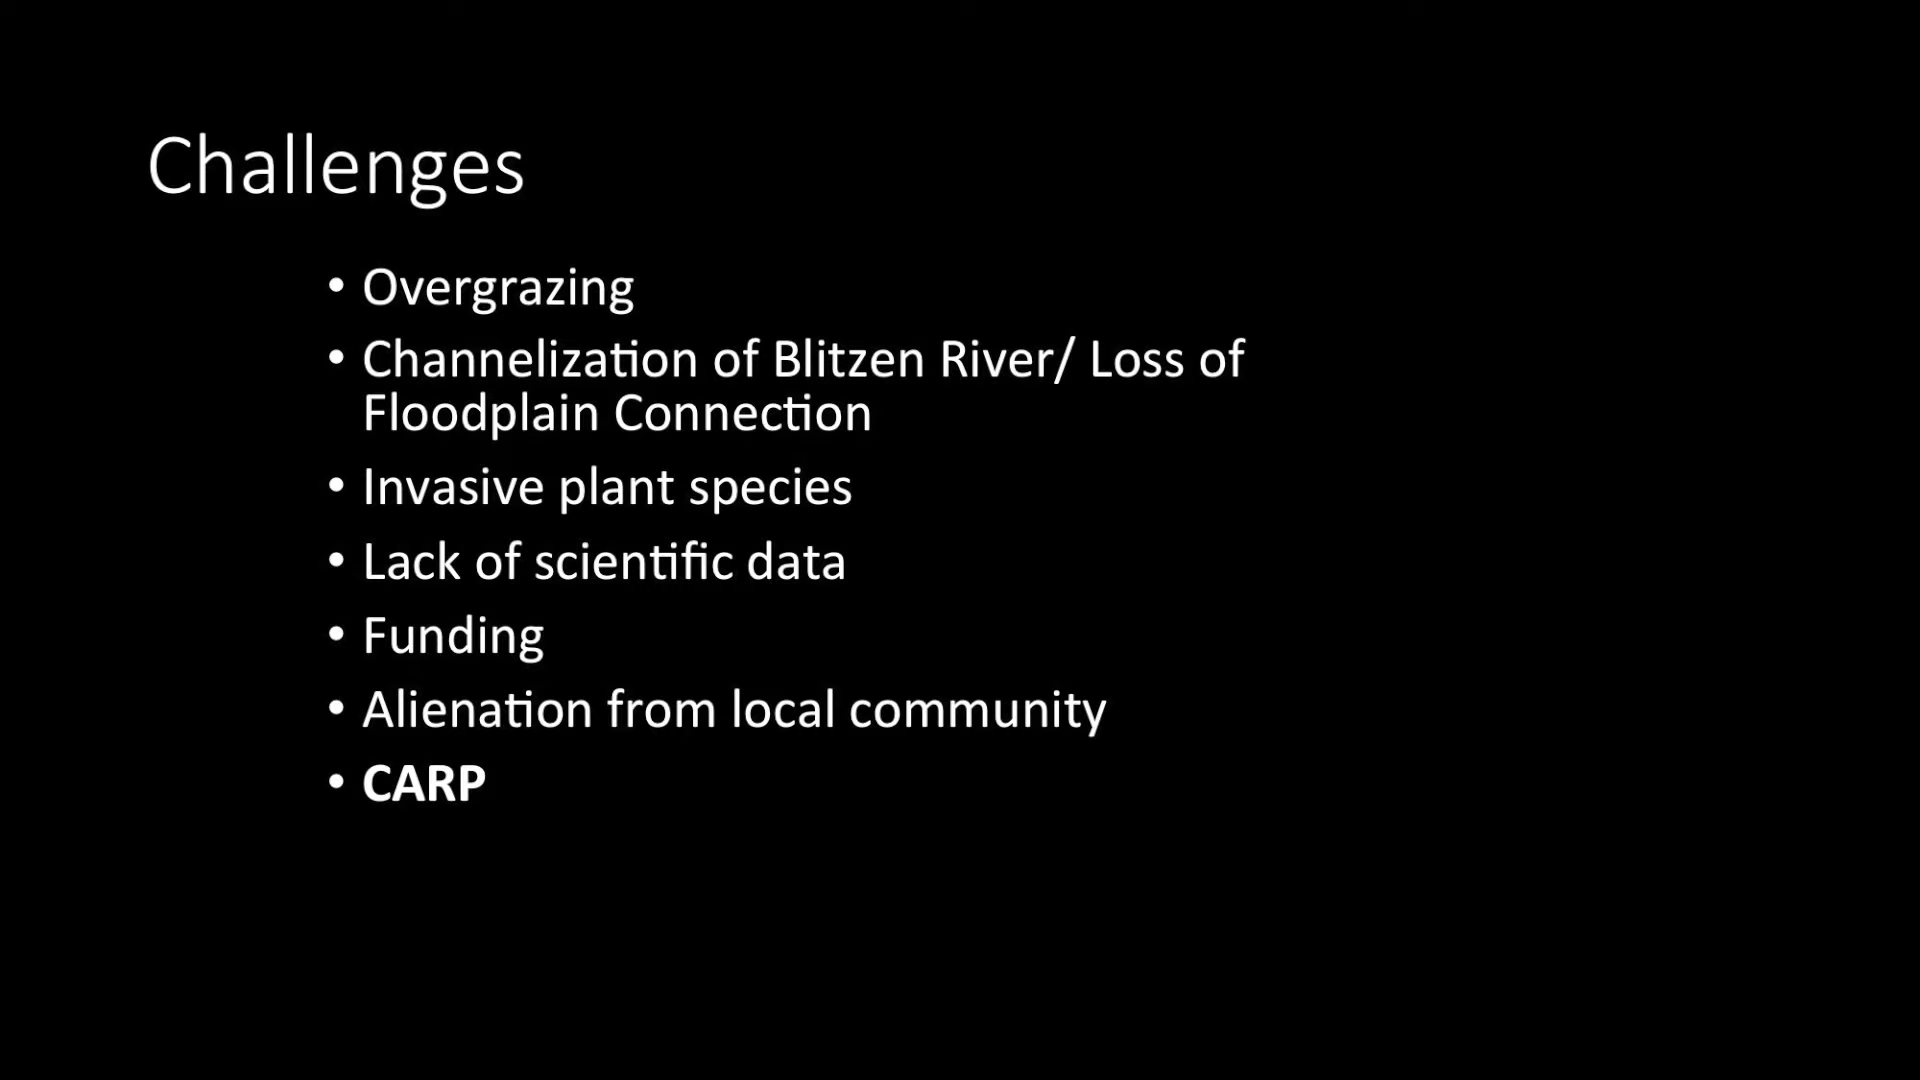 Challenges
• Overgrazing
• Channelization of Blitzen River/ Loss of
Floodplain Connection
• Invasive plant species
• Lack of scientific data
• Funding
• Alienation from local community
• CARP